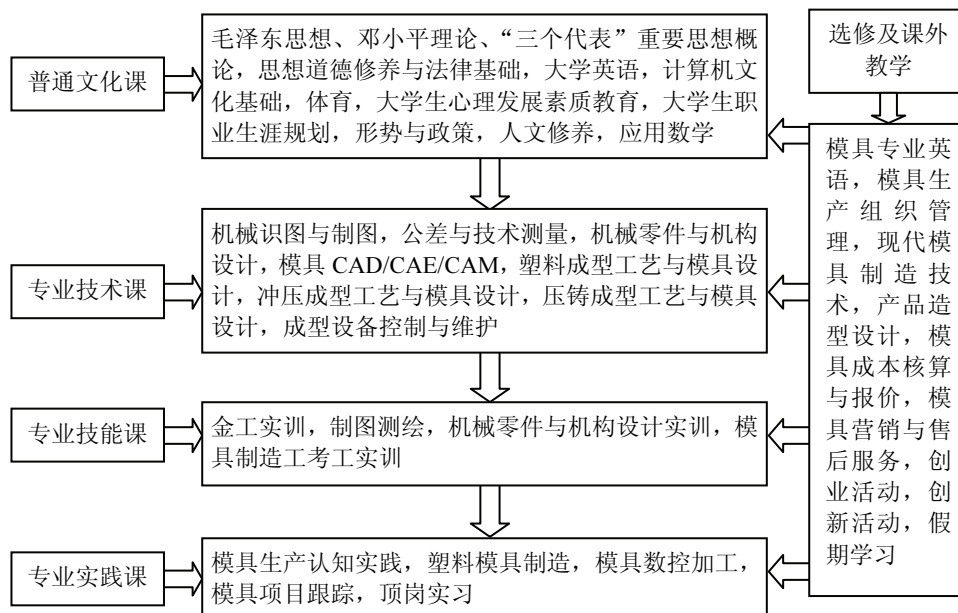 普通文化课
毛泽东思想、邓小平理论、“三个代表”重要思想概
论，思想道德修养与法律基础，大学英语，计算机文
化基础，体育，大学生心理发展素质教育，大学生职
业生涯规划，形势与政策，人文修养，应用数学
选修及课外
教学
专业技术课
机械识图与制图，公差与技术测量，机械零件与机构
设计，模具 CAD/CAE/CAM，塑料成型工艺与模具设
计，冲压成型工艺与模具设计，压铸成型工艺与模具
设计，成型设备控制与维护
模具专业英
语，模具生
产组织管
理，现代模
具制造技
术，产品造
型设计，模
具成本核算
与报价，模
具营销与售
后服务，创
业活动，创
新活动，假
期学习
专业技能课
金工实训，制图测绘，机械零件与机构设计实训，模
具制造工考工实训
专业实践课
模具生产认知实践，塑料模具制造，模具数控加工，
模具项目跟踪，顶岗实习